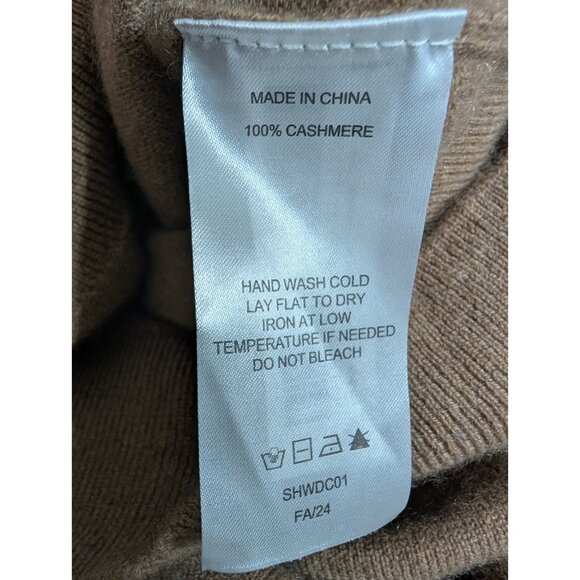 MADE IN CHINA
100% CASHMERE
HAND WASH COLD
LAY FLAT TO DRY
IRON AT LOW
TEMPERATURE IF NEEDED
DO NOT BLEACH
SHWDC01
FA/24